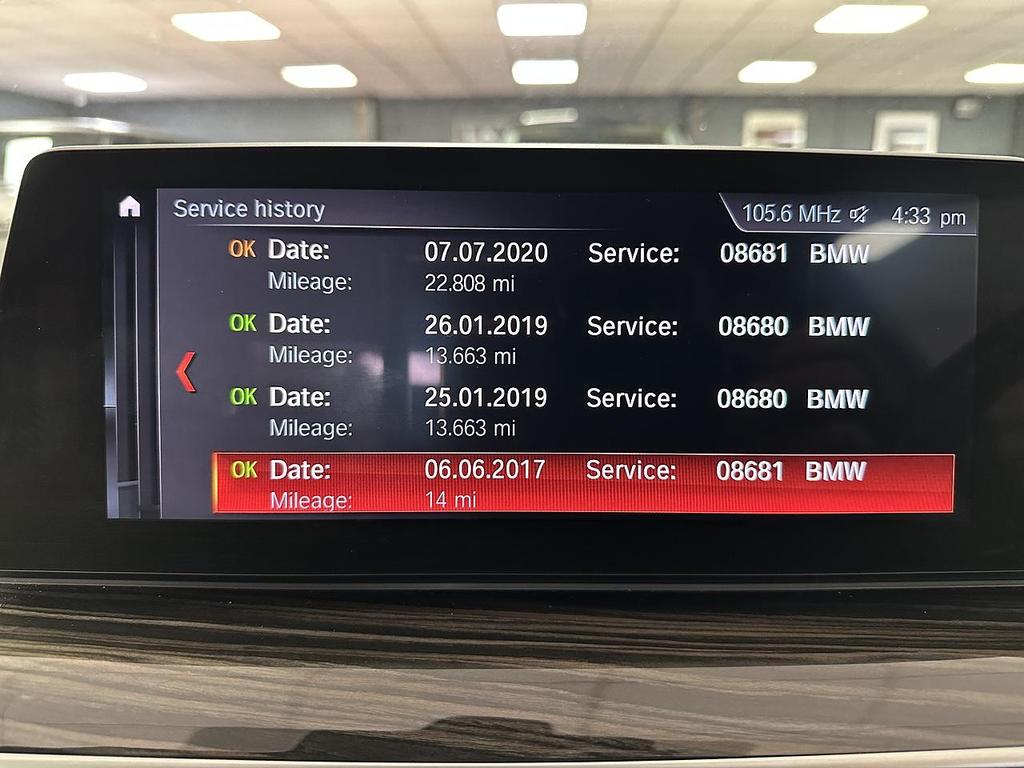 Service history 105.6 MHz 4:33 pm
OK Date: 07.07.2020 Service: 08681 BMW
Mileage: 22.808 mi
OK Date: 26.01.2019 Service: 08680 BMW
Mileage: 13.663 mi
OK Date: 25.01.2019 Service: 08680 BMW
Mileage: 13.663 mi
OK Date: 06.06.2017 Service: 08681 BMW
Mileage: 14 mi